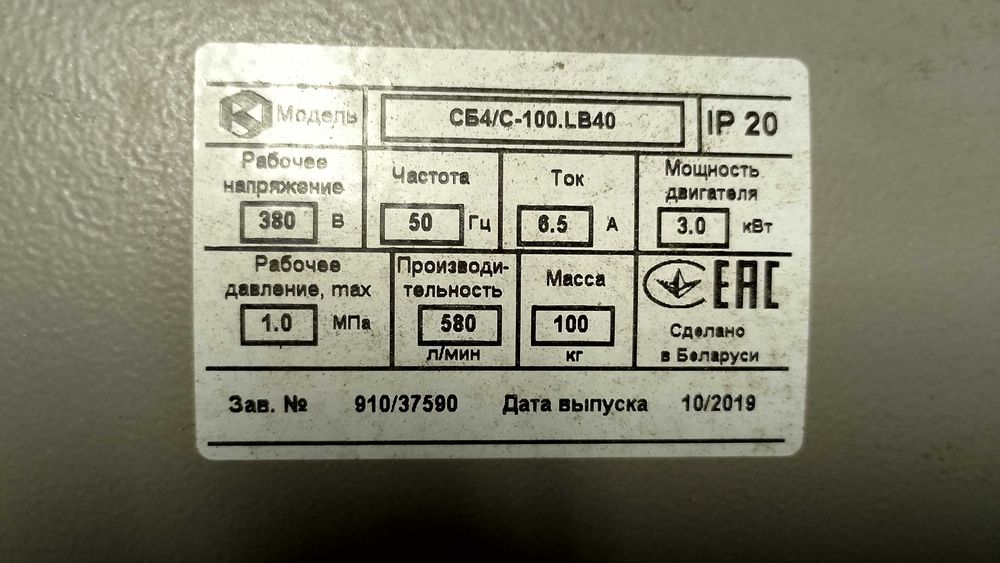 Модель СБ4/С-100.LB40 IP 20
Рабочее напряжение 380 В
Частота 50 Гц
Ток 6.5 А
Мощность двигателя 3.0 кВт
Рабочее давление, max 1.0 МПа
Производи-
тельность
580
л/мин
Масса
100
кг
EAC
Сделано
в Беларуси
Зав. № 910/37590 Дата выпуска 10/2019